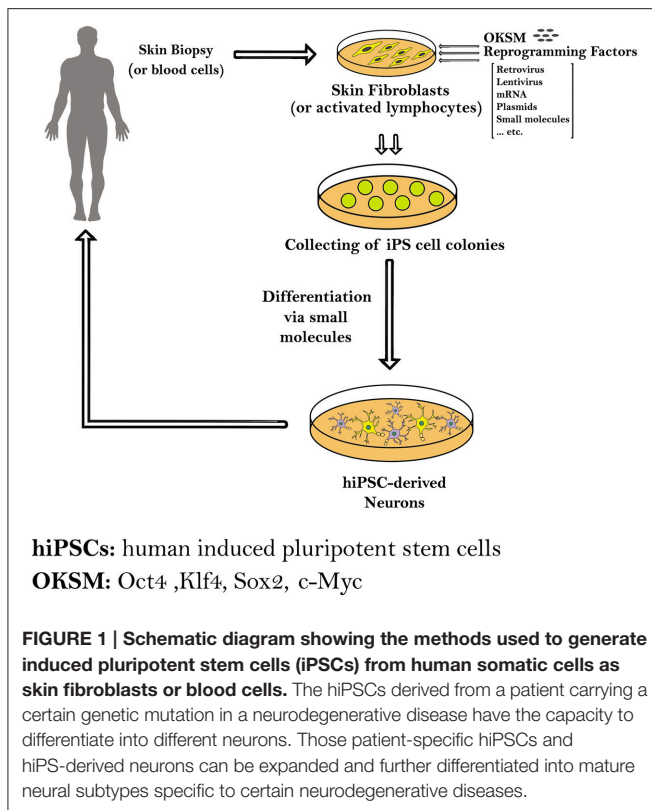 Skin Biopsy
(or blood cells)
OKSM
Reprogramming Factors
Retrovirus
Lentivirus
mRNA
Plasmids
Small molecules
... etc.
Skin Fibroblasts
(or activated lymphocytes)
Collecting of iPS cell colonies
Differentiation
via small
molecules
hiPSC-derived
Neurons
hiPSCs: human induced pluripotent stem cells
OKSM: Oct4 ,Klf4, Sox2, c-Myc
FIGURE 1 | Schematic diagram showing the methods used to generate
induced pluripotent stem cells (iPSCs) from human somatic cells as
skin fibroblasts or blood cells. The hiPSCs derived from a patient carrying a
certain genetic mutation in a neurodegenerative disease have the capacity to
differentiate into different neurons. Those patient-specific hiPSCs and
hiPS-derived neurons can be expanded and further differentiated into mature
neural subtypes specific to certain neurodegenerative diseases.